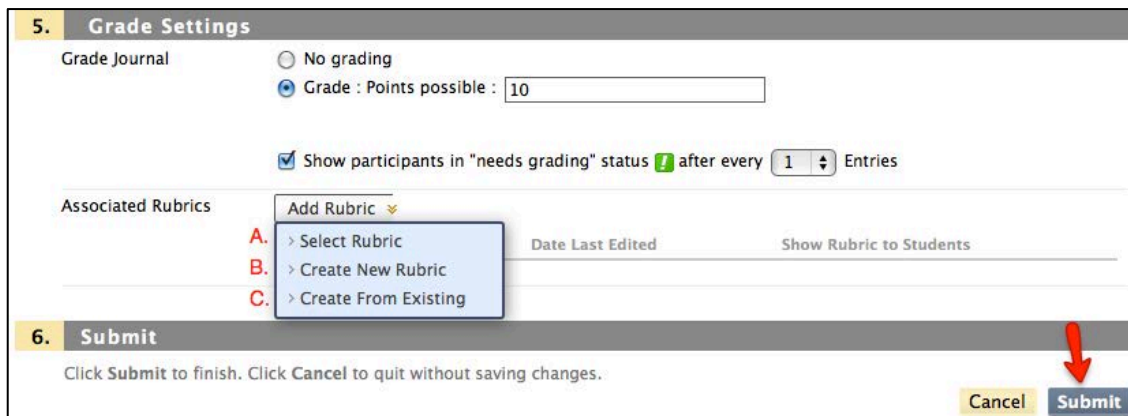 5. Grade Settings
Grade Journal No grading
Grade : Points possible : 10
Show participants in "needs grading" status ! after every 1 Entries
Associated Rubrics Add Rubric
A. > Select Rubric Date Last Edited Show Rubric to Students
B. > Create New Rubric
C. > Create From Existing
6. Submit
Click Submit to finish. Click Cancel to quit without saving changes.
Cancel Submit